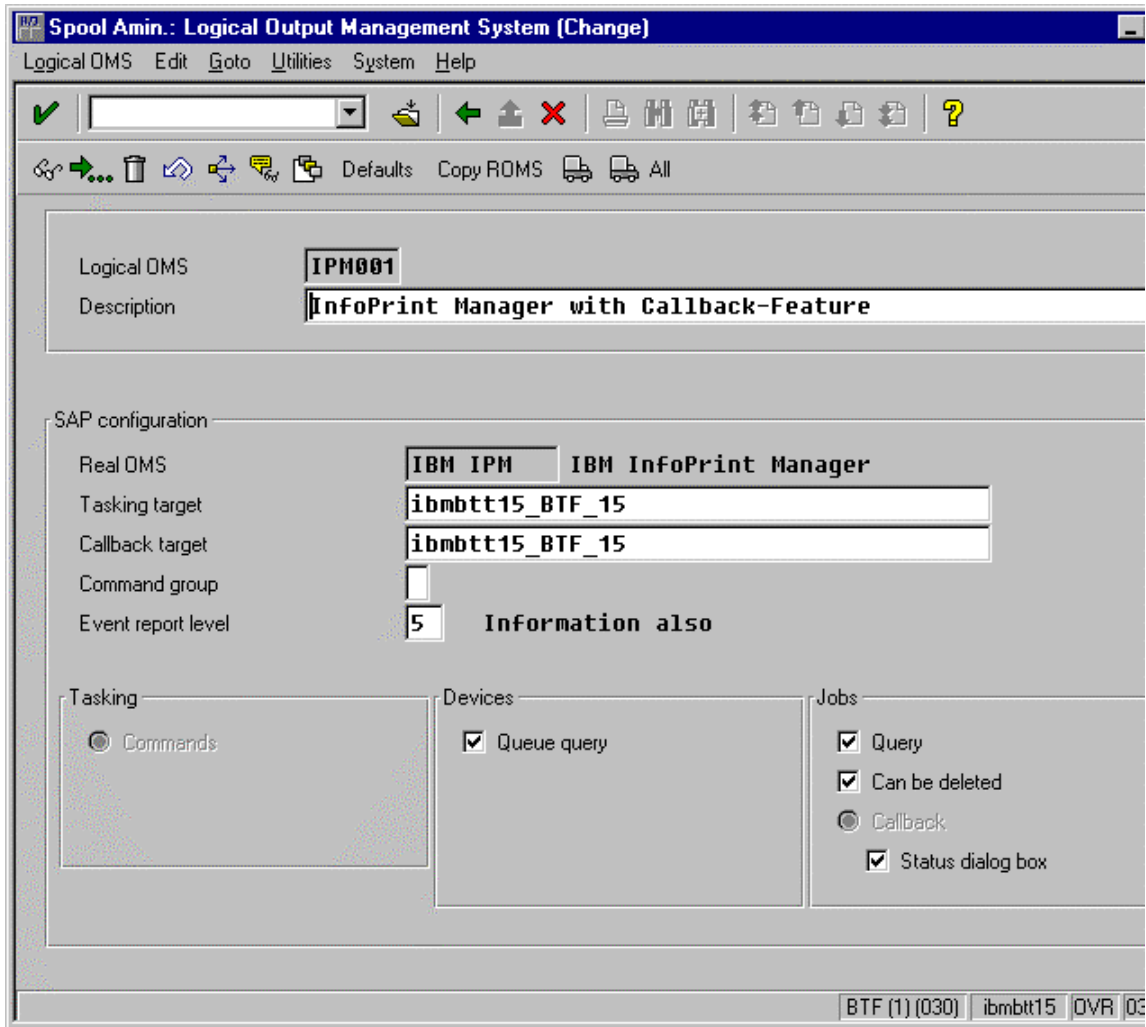 Spool Amin.: Logical Output Management System (Change)
Logical OMS Edit Goto Utilities System Help
Defaults Copy ROMS All
Logical OMS IPM001
Description InfoPrint Manager with Callback-Feature
SAP configuration
Real OMS IBM IPM IBM InfoPrint Manager
Tasking target ibmbtt15_BTF_15
Callback target ibmbtt15_BTF_15
Command group
Event report level 5 Information also
Tasking Devices Jobs
Commands Queue query Query
Can be deleted
Callback
Status dialog box
BTF (1) (030) ibmbtt15 OVR